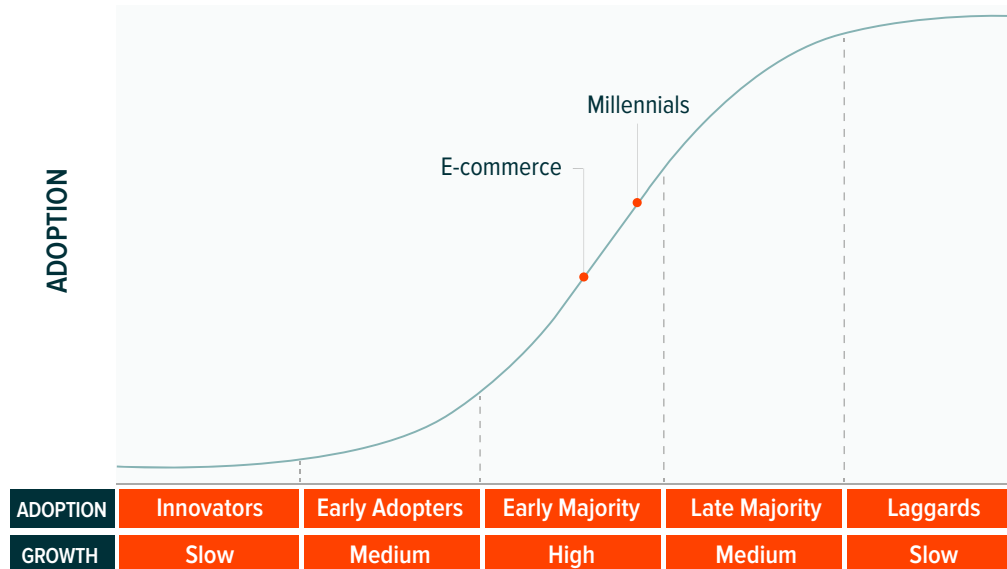 Millennials
E-commerce
ADOPTION
ADOPTION Innovators Early Adopters Early Majority Late Majority Laggards
GROWTH Slow Medium High Medium Slow